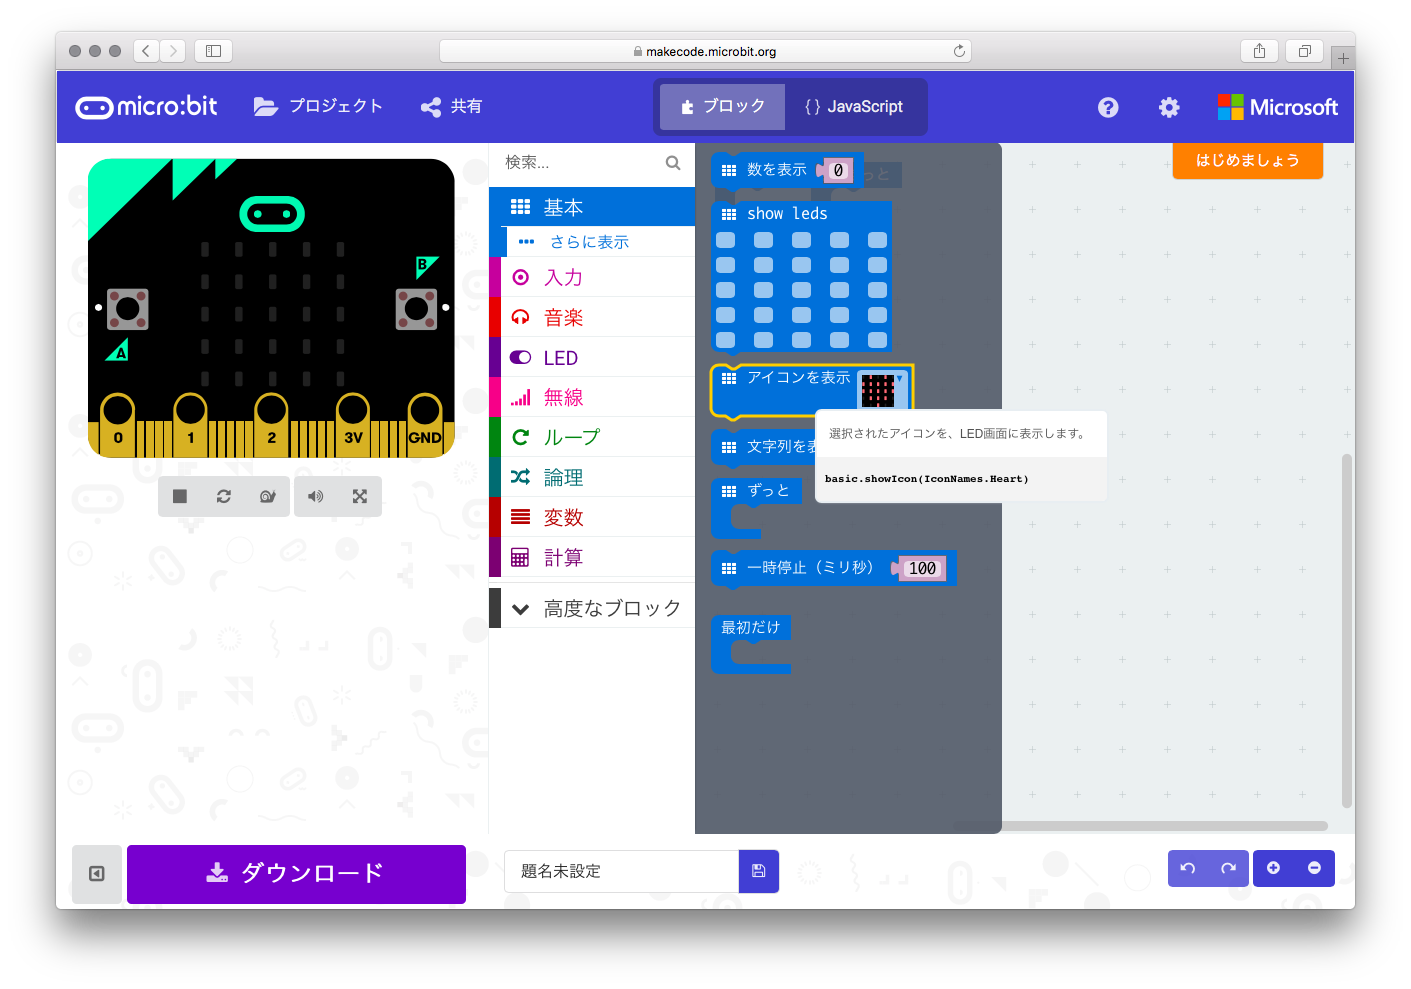 makecode.microbit.org
micro:bit
プロジェクト
共有
ブロック
{ } JavaScript
Microsoft
はじめましょう
検索...
基本
さらに表示
入力
音楽
LED
無線
ループ
論理
変数
計算
高度なブロック
B
A
0 1 2 3V GND
数を表示 0
っと
show leds
アイコンを表示
選択されたアイコンを、LED画面に表示します。
basic.showIcon(IconNames.Heart)
文字列を
ずっと
一時停止（ミリ秒） 100
最初だけ
ダウンロード
題名未設定